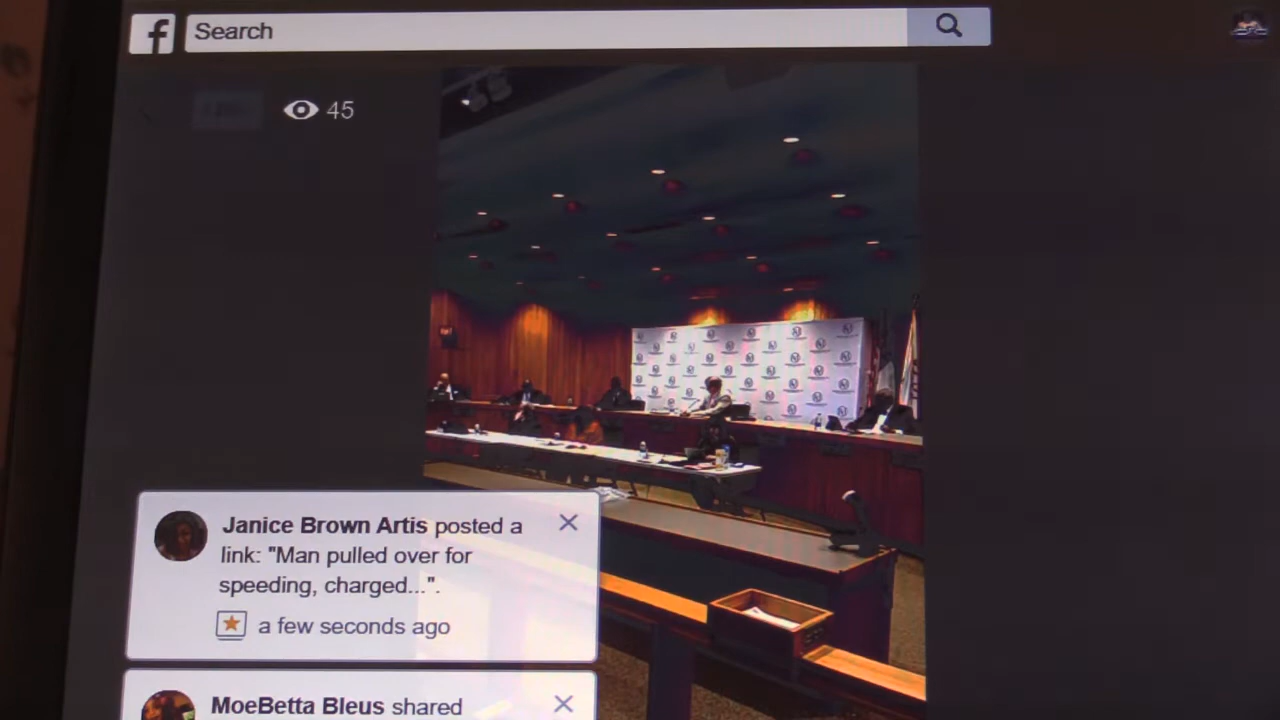 f
Search
45
Janice Brown Artis posted a
link: "Man pulled over for
speeding, charged...".
a few seconds ago
MoeBetta Bleus shared